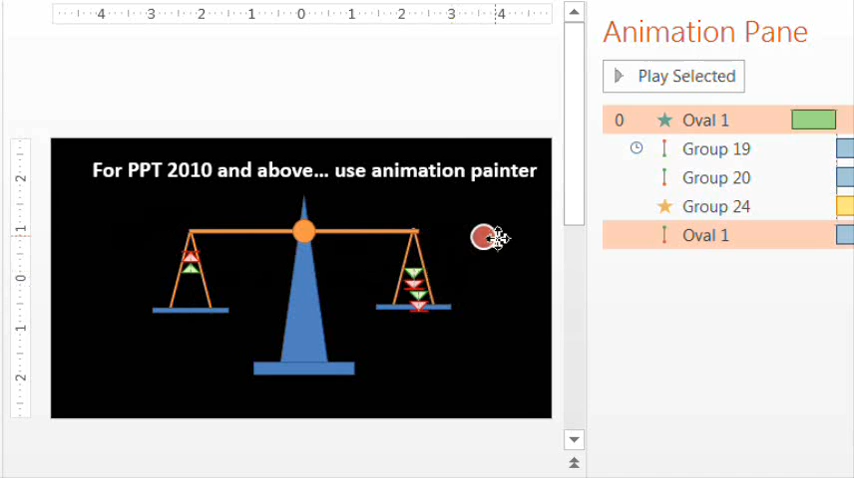 4 3 2 1 0 1 2 3 4
Animation Pane
Play Selected
0 Oval 1
Group 19
Group 20
Group 24
Oval 1
2
1
0
1
2
For PPT 2010 and above... use animation painter